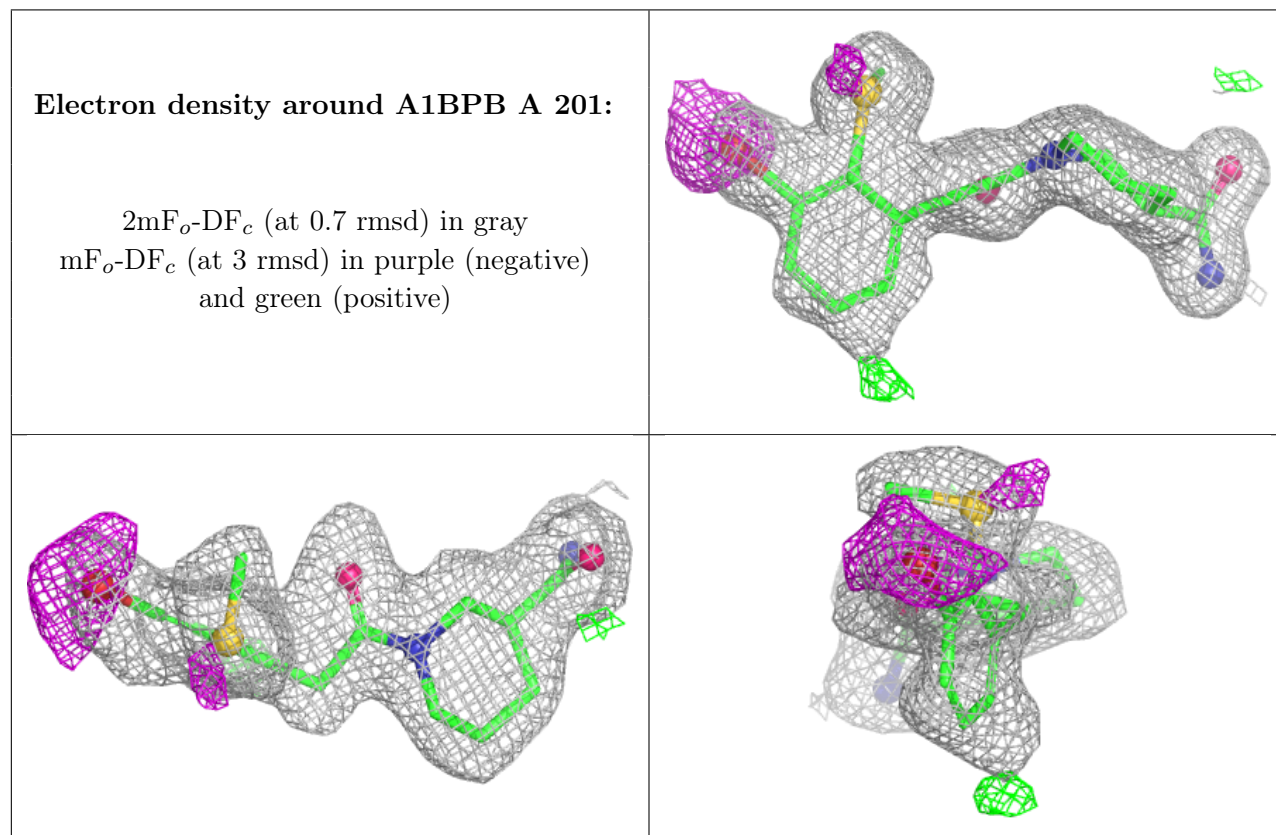 Electron density around A1BPB A 201:
2mFo-DFc (at 0.7 rmsd) in gray
mFo-DFc (at 3 rmsd) in purple (negative)
and green (positive)